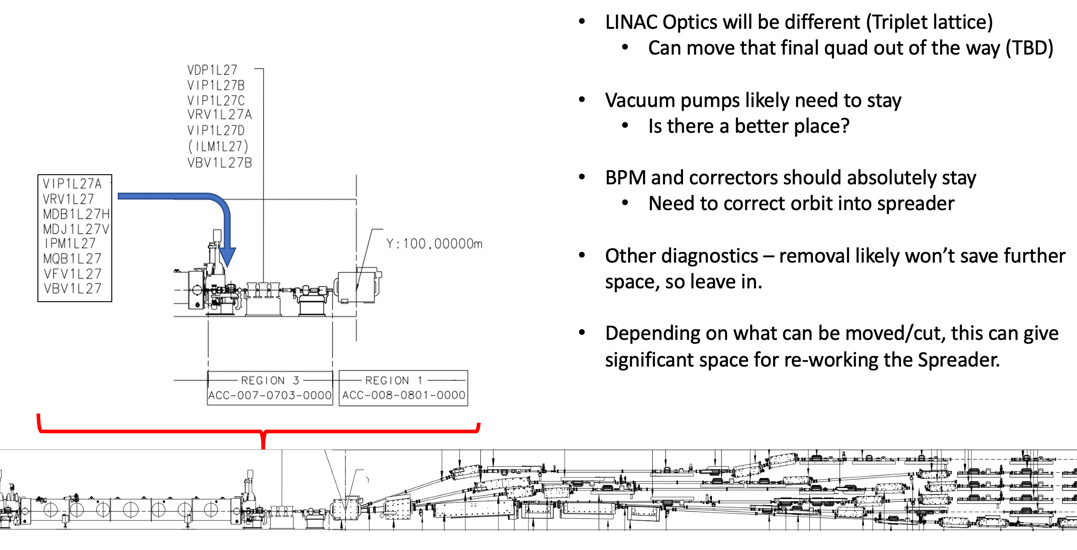 VDP1L27
VIP1L27B
VIP1L27C
VRV1L27A
VIP1L27D
(ILM1L27)
VBV1L27B
VIP1L27A
VRV1L27
MDB1L27H
MDJ1L27V
IPM1L27
MQB1L27
VFV1L27
VBV1L27
Y:100.00000m
REGION 3
ACC-007-0703-0000
REGION 1
ACC-008-0801-0000
• LINAC Optics will be different (Triplet lattice)
• Can move that final quad out of the way (TBD)
• Vacuum pumps likely need to stay
• Is there a better place?
• BPM and correctors should absolutely stay
• Need to correct orbit into spreader
• Other diagnostics – removal likely won’t save further
space, so leave in.
• Depending on what can be moved/cut, this can give
significant space for re-working the Spreader.